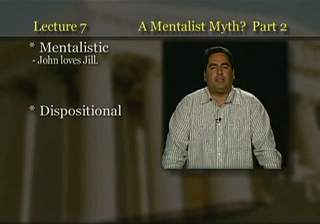 Lecture 7 A Mentalist Myth? Part 2
* Mentalistic
- John loves Jill.
* Dispositional